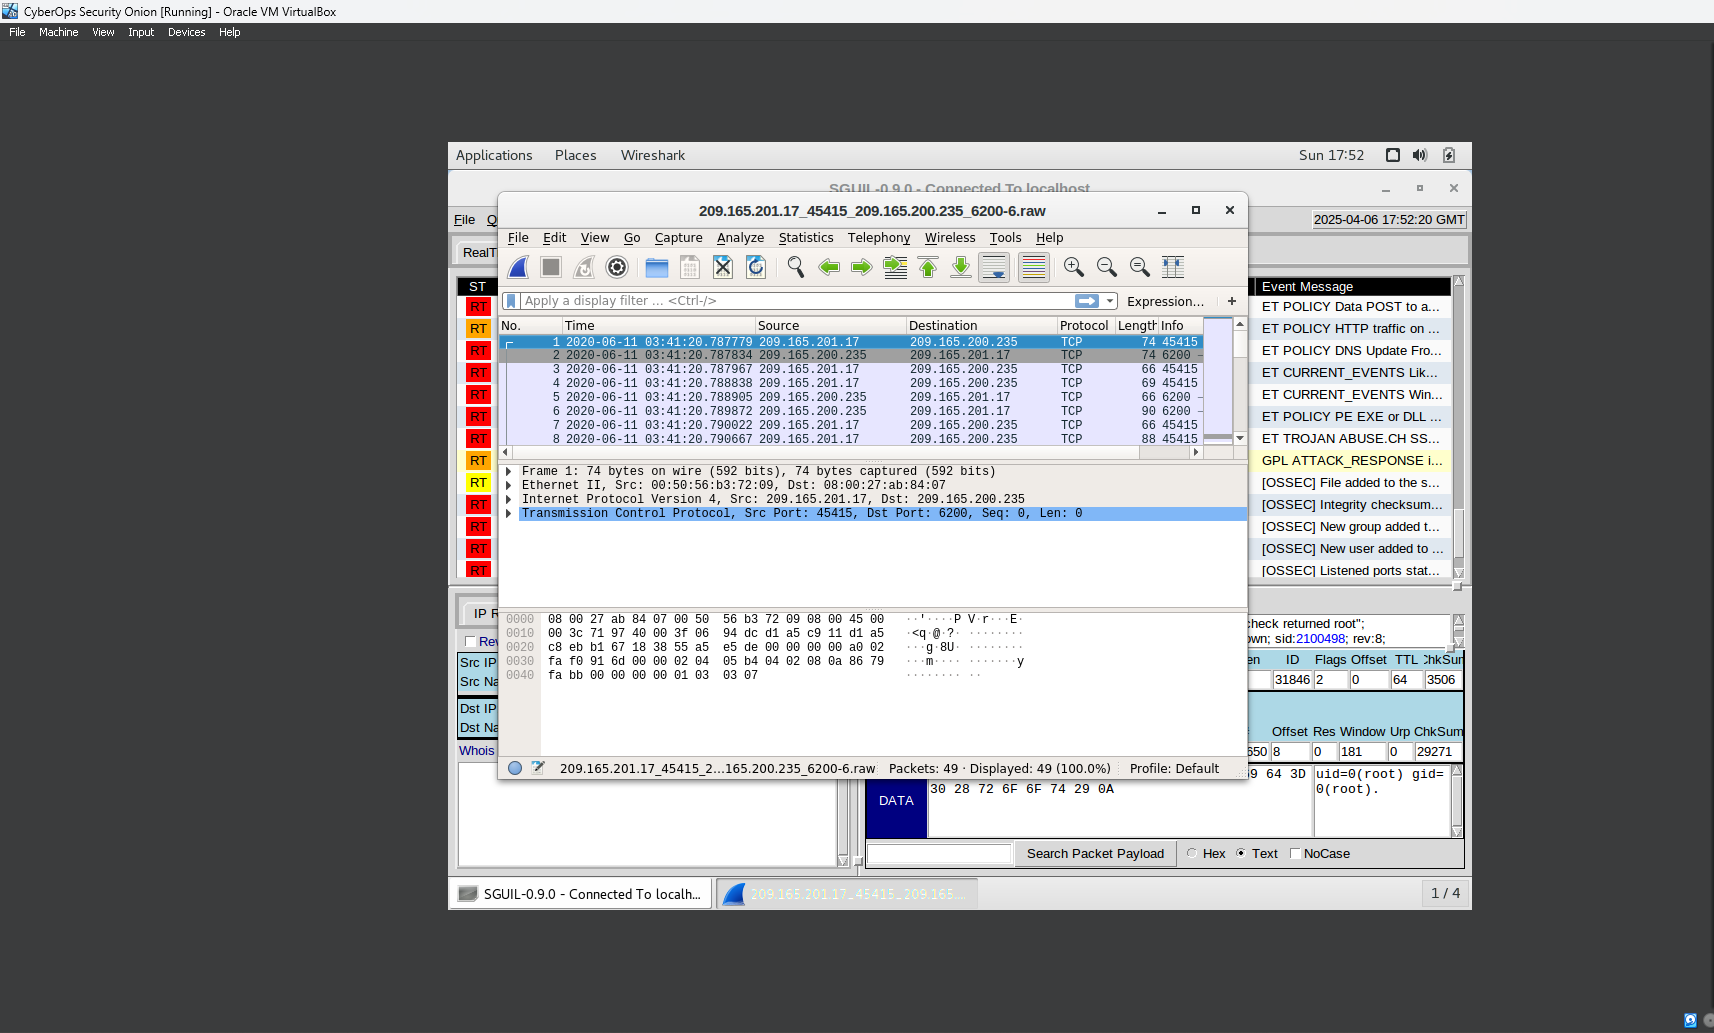 CyberOps Security Onion [Running] - Oracle VM VirtualBox
File Machine View Input Devices Help
Applications Places Wireshark Sun 17:52
SGUIL-0.9.0 - Connected To localhost
File Q 2025-04-06 17:52:20 GMT
RealT
209.165.201.17_45415_209.165.200.235_6200-6.raw
File Edit View Go Capture Analyze Statistics Telephony Wireless Tools Help
Apply a display filter ... <Ctrl-/> Expression... +
No. Time Source Destination Protocol Length Info
1 2020-06-11 03:41:20.787779 209.165.201.17 209.165.200.235 TCP 74 45415
2 2020-06-11 03:41:20.787834 209.165.200.235 209.165.201.17 TCP 74 6200 -
3 2020-06-11 03:41:20.787967 209.165.201.17 209.165.200.235 TCP 66 45415
4 2020-06-11 03:41:20.788838 209.165.201.17 209.165.200.235 TCP 69 45415
5 2020-06-11 03:41:20.788905 209.165.200.235 209.165.201.17 TCP 66 6200 -
6 2020-06-11 03:41:20.789872 209.165.200.235 209.165.201.17 TCP 90 6200 -
7 2020-06-11 03:41:20.790022 209.165.201.17 209.165.200.235 TCP 66 45415
8 2020-06-11 03:41:20.790667 209.165.201.17 209.165.200.235 TCP 88 45415
Frame 1: 74 bytes on wire (592 bits), 74 bytes captured (592 bits)
Ethernet II, Src: 00:50:56:b3:72:09, Dst: 08:00:27:ab:84:07
Internet Protocol Version 4, Src: 209.165.201.17, Dst: 209.165.200.235
Transmission Control Protocol, Src Port: 45415, Dst Port: 6200, Seq: 0, Len: 0
0000 08 00 27 ab 84 07 00 50 56 b3 72 09 08 00 45 00 ··'····P V·r···E·
0010 00 3c 71 97 40 00 3f 06 94 dc d1 a5 c9 11 d1 a5 ·<q·@·?· ········
0020 c8 eb b1 67 18 38 55 a5 e5 de 00 00 00 00 a0 02 ···g·8U· ········
0030 fa f0 91 6d 00 00 02 04 05 b4 04 02 08 0a 86 79 ···m···· ·······y
0040 fa bb 00 00 00 00 01 03 03 07 ········ ··
209.165.201.17_45415_2...165.200.235_6200-6.raw Packets: 49 · Displayed: 49 (100.0%) Profile: Default
ST Event Message
RT ET POLICY Data POST to a...
RT ET POLICY HTTP traffic on ...
RT ET POLICY DNS Update Fro...
RT ET CURRENT_EVENTS Lik...
RT ET CURRENT_EVENTS Win...
RT ET POLICY PE EXE or DLL ...
RT ET TROJAN ABUSE.CH SS...
RT GPL ATTACK_RESPONSE i...
RT [OSSEC] File added to the s...
RT [OSSEC] Integrity checksum...
RT [OSSEC] New group added t...
RT [OSSEC] New user added to ...
RT [OSSEC] Listened ports stat...
IP R
Rev
Src IP
Src Na
Dst IP
Dst Na
Whois
check returned root";
own; sid:2100498; rev:8;
en ID Flags Offset TTL ChkSum
31846 2 0 64 3506
Offset Res Window Urp ChkSum
650 8 0 181 0 29271
DATA
69 64 3D uid=0(root) gid=
30 28 72 6F 6F 74 29 0A 0(root).
Search Packet Payload Hex Text NoCase
SGUIL-0.9.0 - Connected To localh... 209.165.201.17_45415_209.165.... 1 / 4